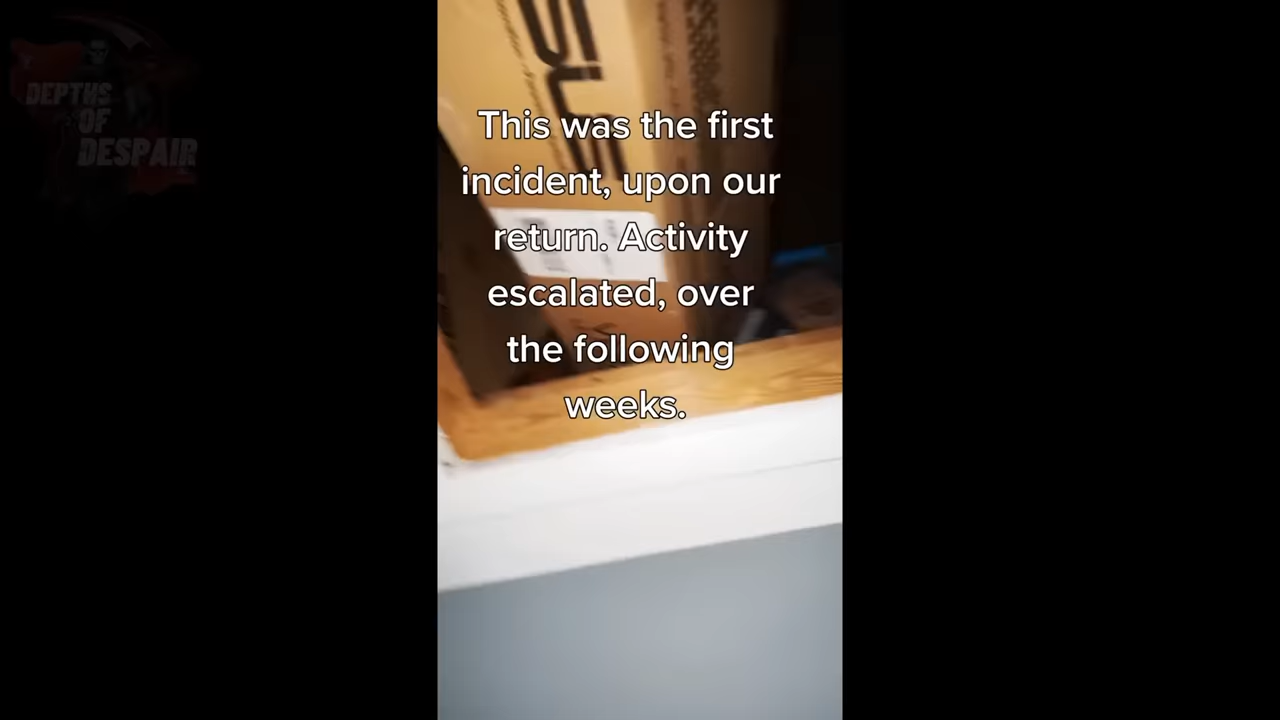 DEPTHS
OF
DESPAIR
This was the first
incident, upon our
return. Activity
escalated, over
the following
weeks.